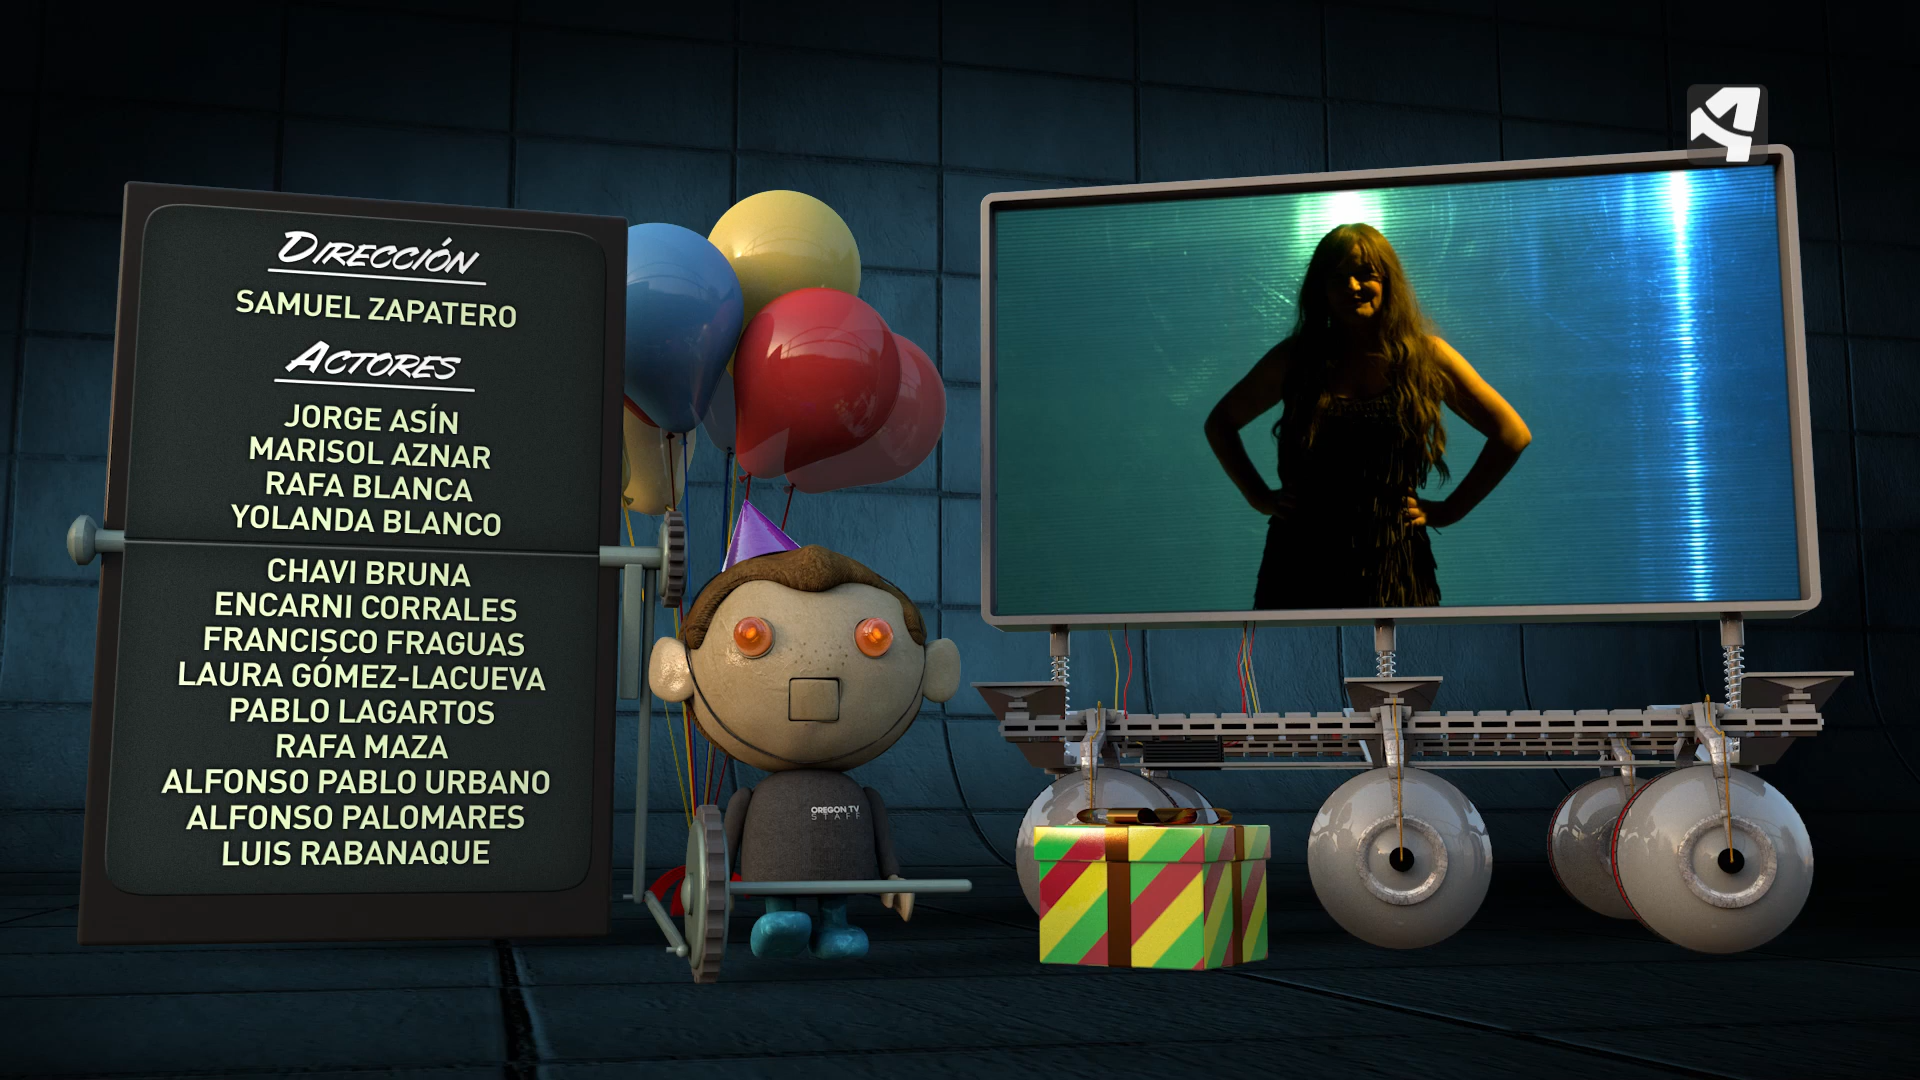 DIRECCIÓN
SAMUEL ZAPATERO
ACTORES
JORGE ASÍN
MARISOL AZNAR
RAFA BLANCA
YOLANDA BLANCO
CHAVI BRUNA
ENCARNI CORRALES
FRANCISCO FRAGUAS
LAURA GÓMEZ-LACUEVA
PABLO LAGARTOS
RAFA MAZA
ALFONSO PABLO URBANO
ALFONSO PALOMARES
LUIS RABANAQUE
OREGON TV
STAFF